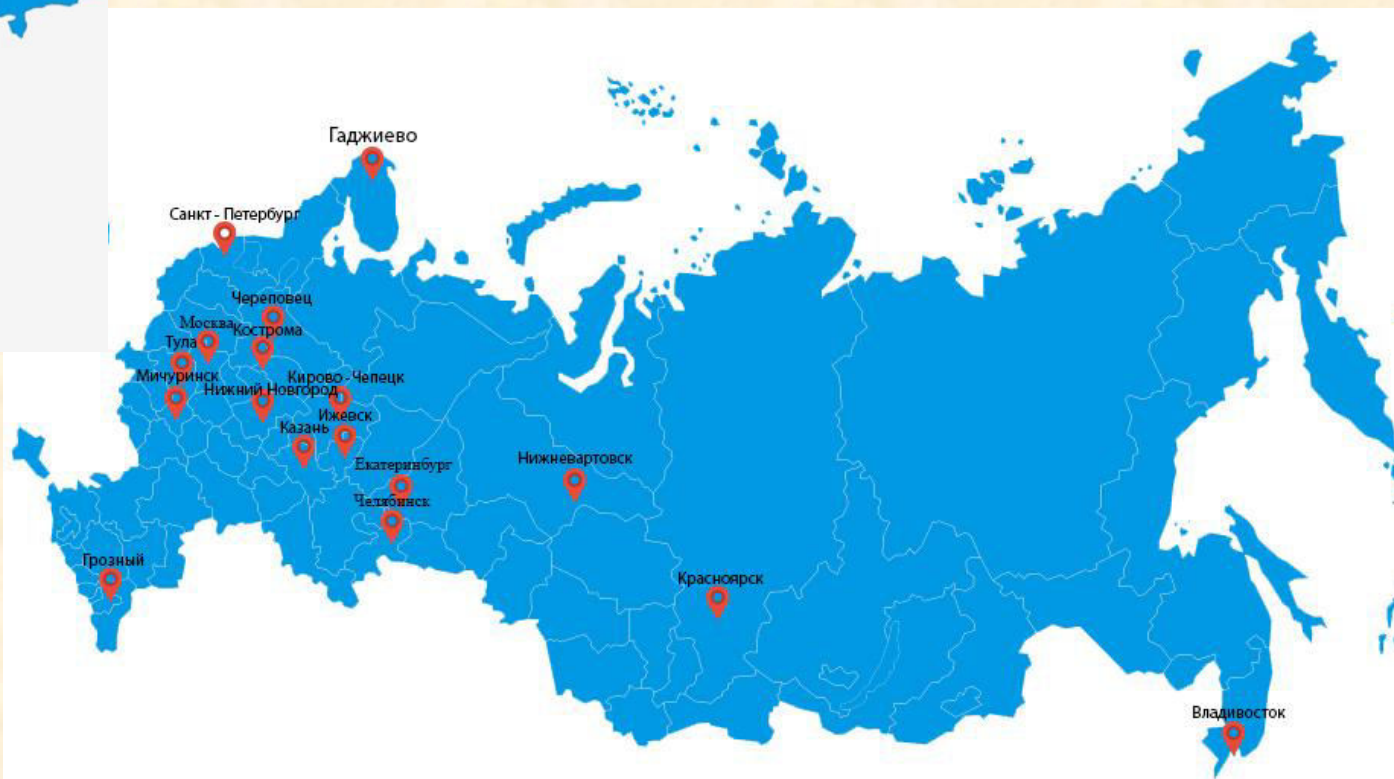 Гаджиево
Санкт - Петербург
Череповец
Москва
Кострома
Тула
Мичуринск
Кирово - Чепецк
Нижний Новгород
Ижевск
Казань
Екатеринбург
Нижневартовск
Челябинск
Грозный
Красноярск
Владивосток